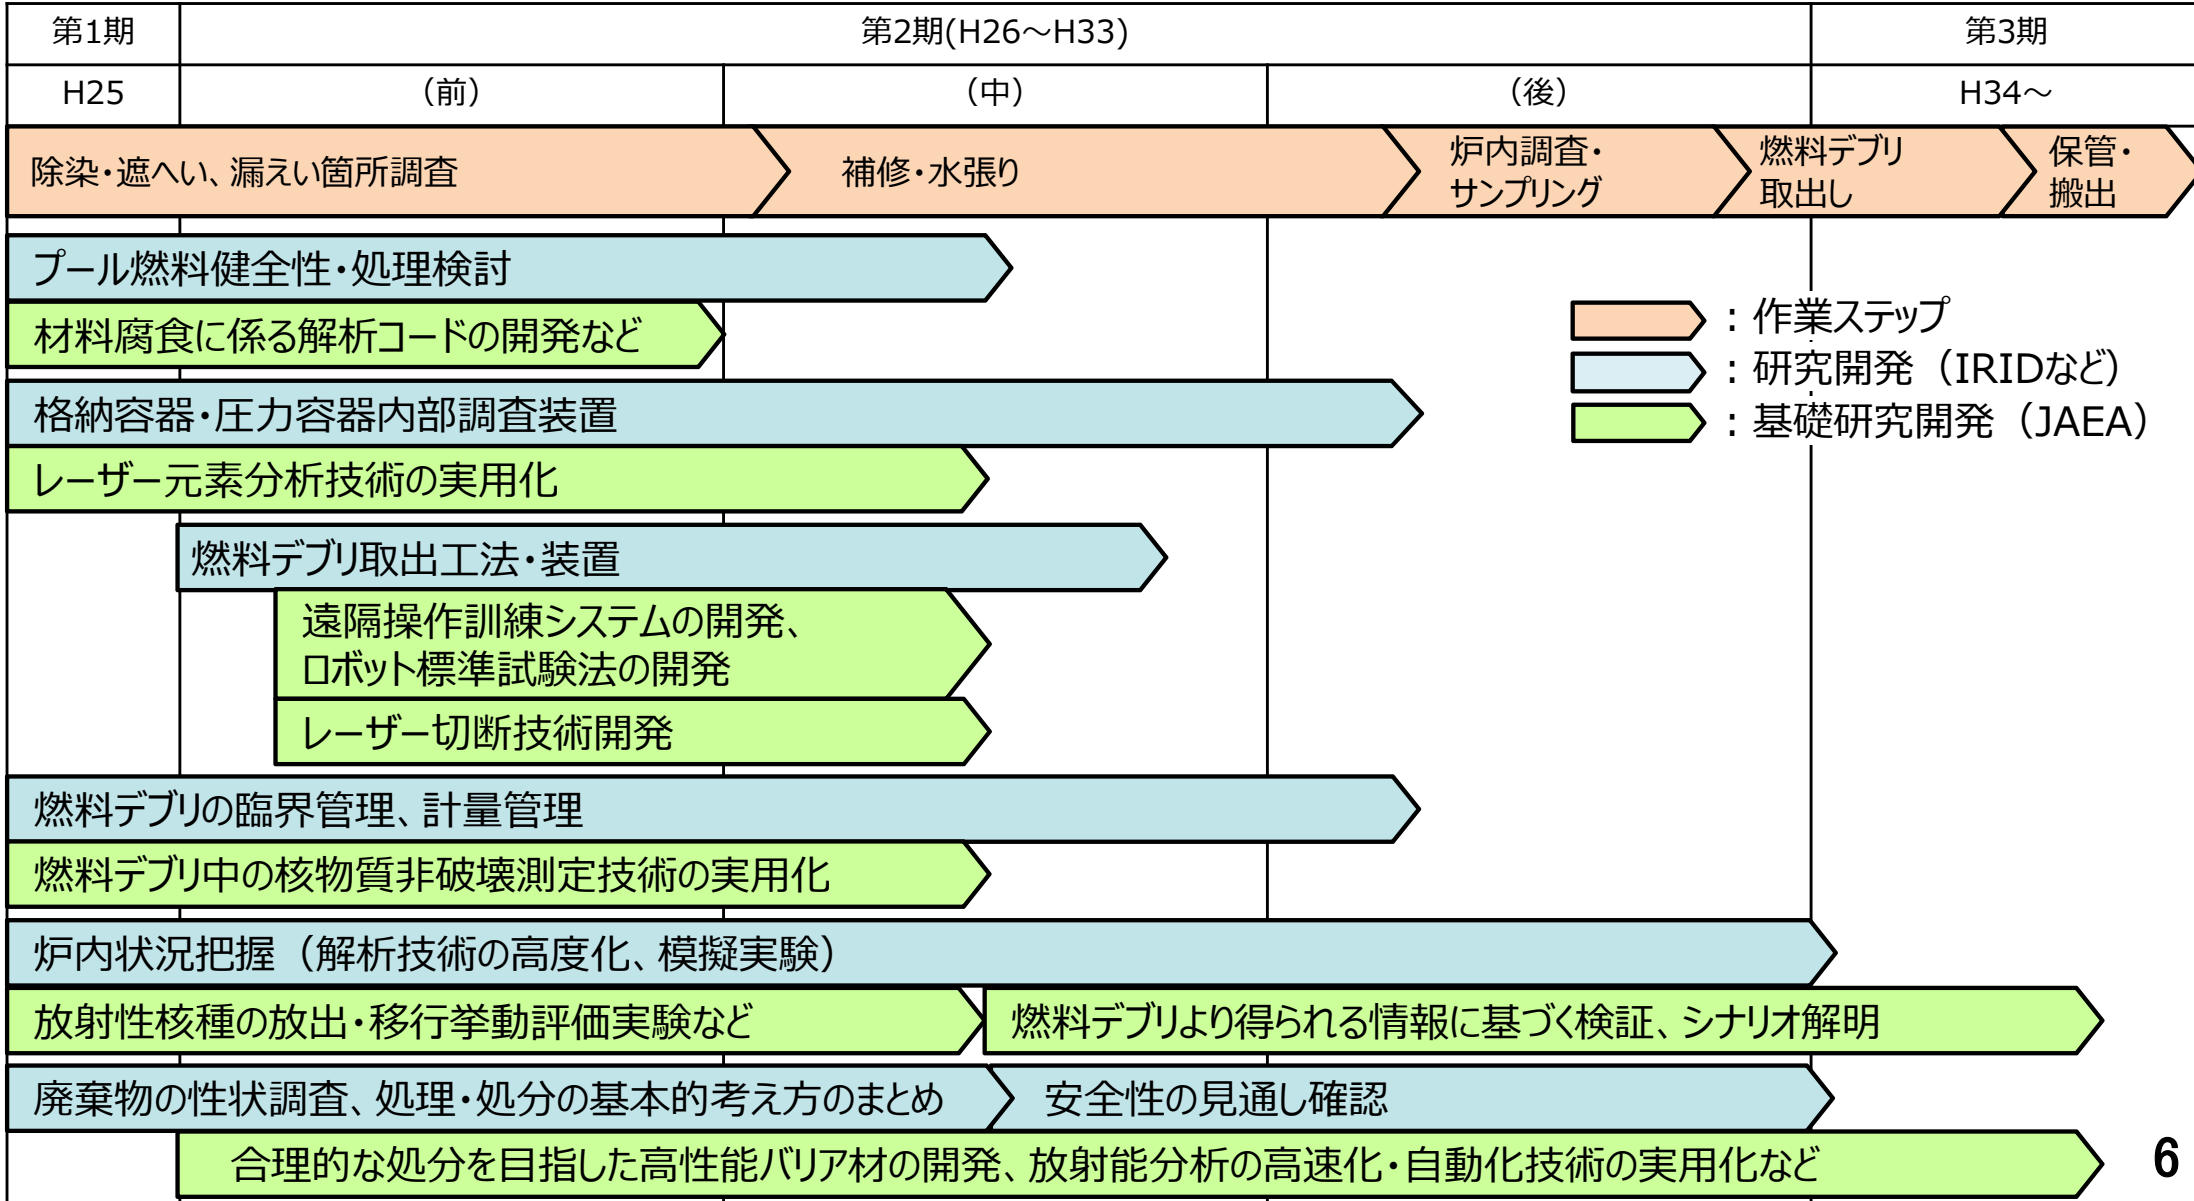 第1期
第2期(H26～H33)
第3期
H25
（前）
（中）
（後）
H34～
除染・遮へい、漏えい箇所調査
補修・水張り
炉内調査・
サンプリング
燃料デブリ
取出し
保管・
搬出
プール燃料健全性・処理検討
材料腐食に係る解析コードの開発など
：作業ステップ
：研究開発（IRIDなど）
：基礎研究開発（JAEA）
格納容器・圧力容器内部調査装置
レーザー元素分析技術の実用化
燃料デブリ取出工法・装置
遠隔操作訓練システムの開発、
ロボット標準試験法の開発
レーザー切断技術開発
燃料デブリの臨界管理、計量管理
燃料デブリ中の核物質非破壊測定技術の実用化
炉内状況把握（解析技術の高度化、模擬実験）
放射性核種の放出・移行挙動評価実験など
燃料デブリより得られる情報に基づく検証、シナリオ解明
廃棄物の性状調査、処理・処分の基本的考え方のまとめ
安全性の見通し確認
合理的な処分を目指した高性能バリア材の開発、放射能分析の高速化・自動化技術の実用化など
6